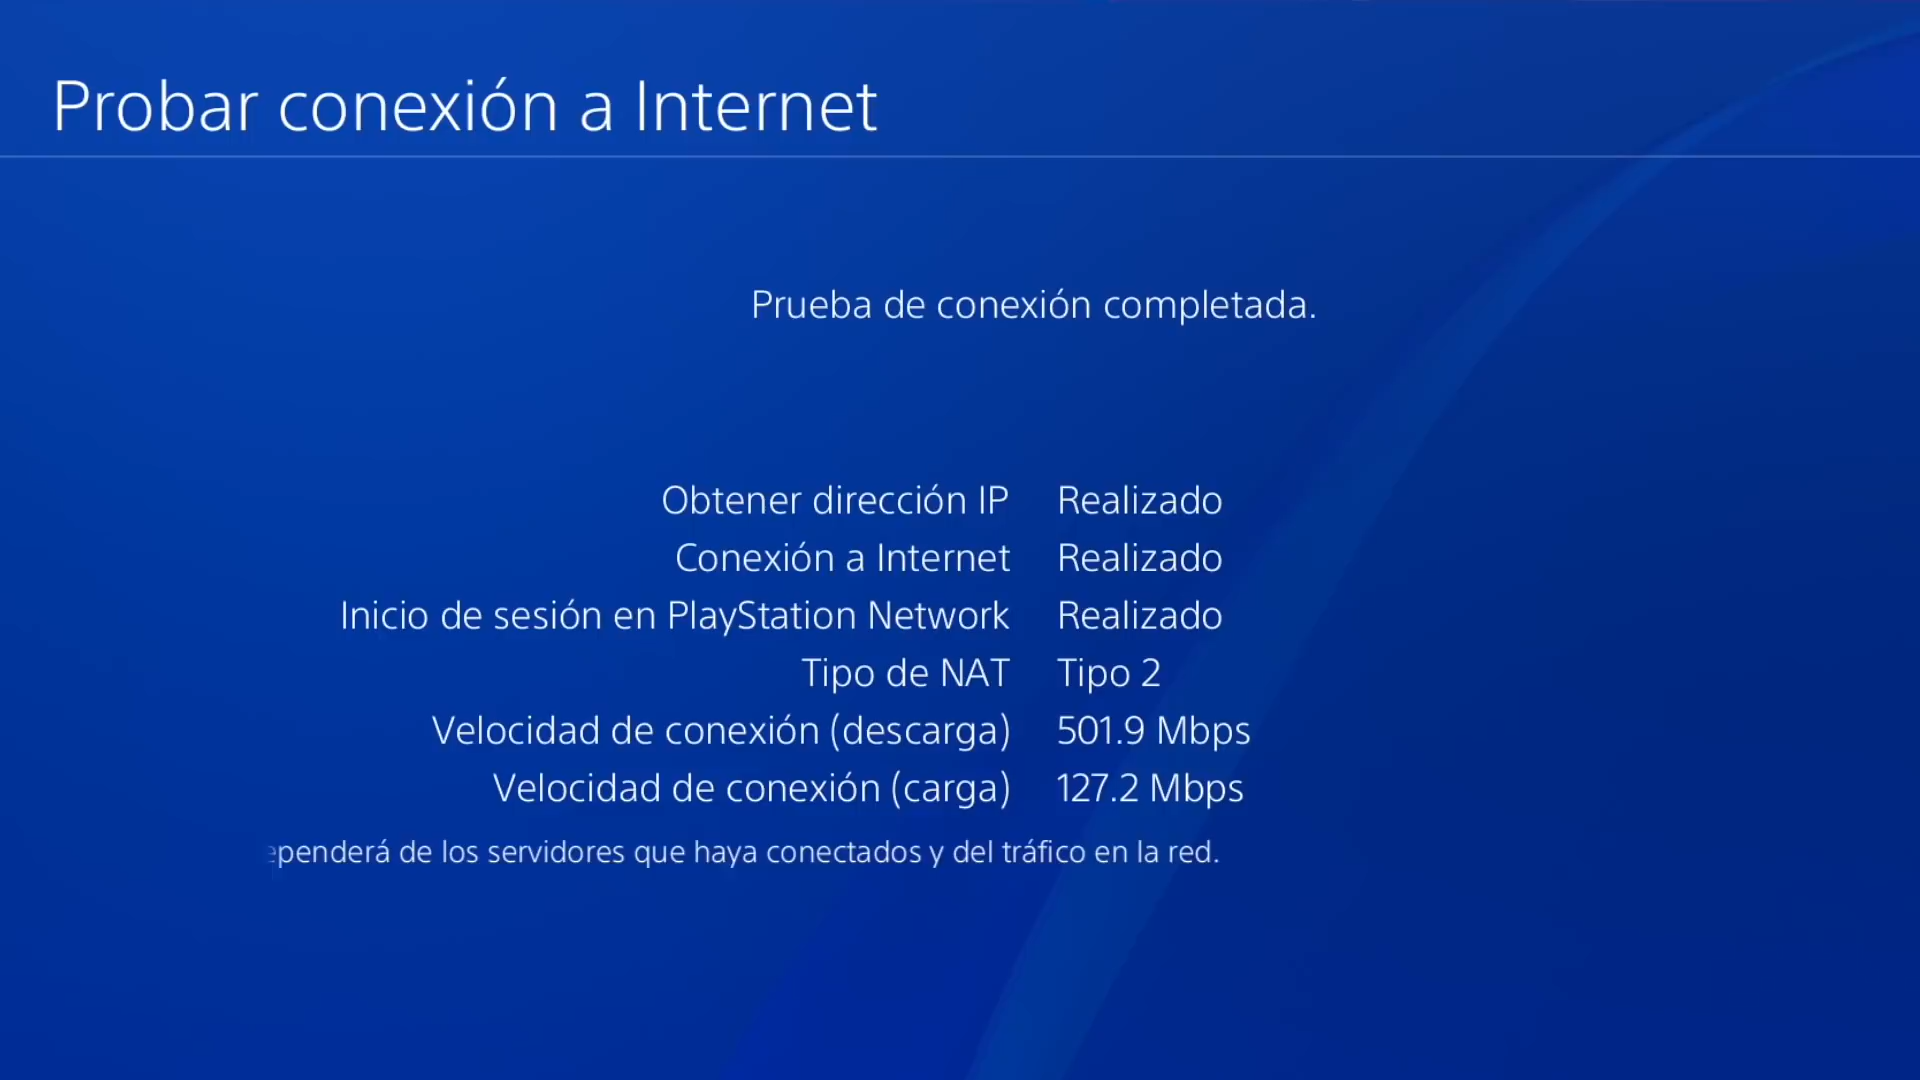 Probar conexión a Internet
Prueba de conexión completada.
Obtener dirección IP Realizado
Conexión a Internet Realizado
Inicio de sesión en PlayStation Network Realizado
Tipo de NAT Tipo 2
Velocidad de conexión (descarga) 501.9 Mbps
Velocidad de conexión (carga) 127.2 Mbps
ependerá de los servidores que haya conectados y del tráfico en la red.